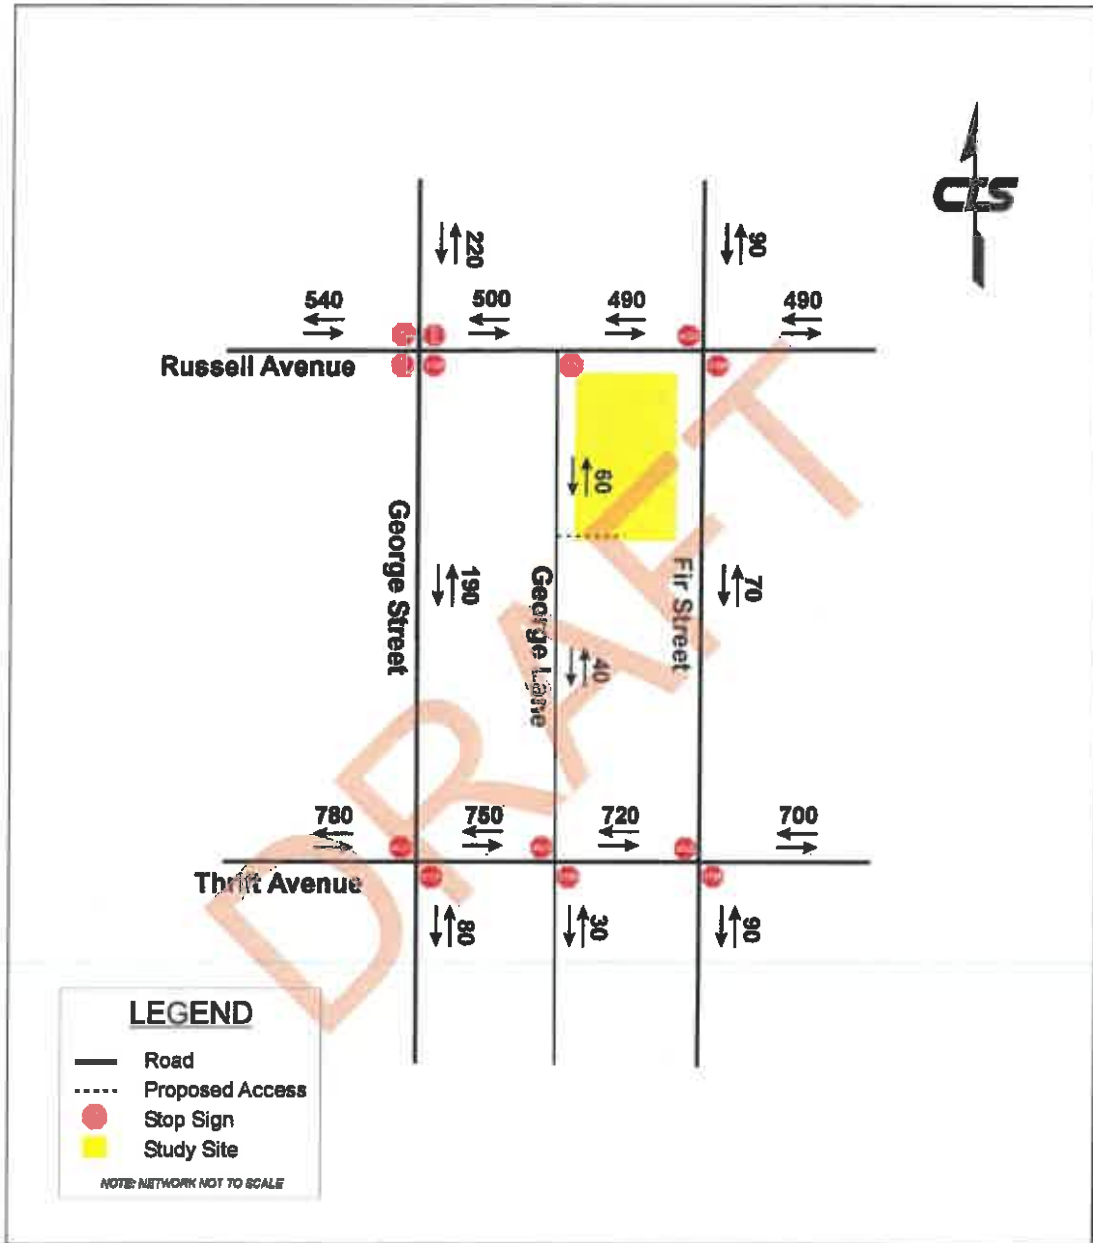 CTS
220
90
540
500
490
490
Russell Avenue
60
George Street
190
George Lane
Fir Street
70
40
780
750
720
700
Thrift Avenue
80
30
90
DRAFT
LEGEND
Road
Proposed Access
Stop Sign
Study Site
NOTE: NETWORK NOT TO SCALE